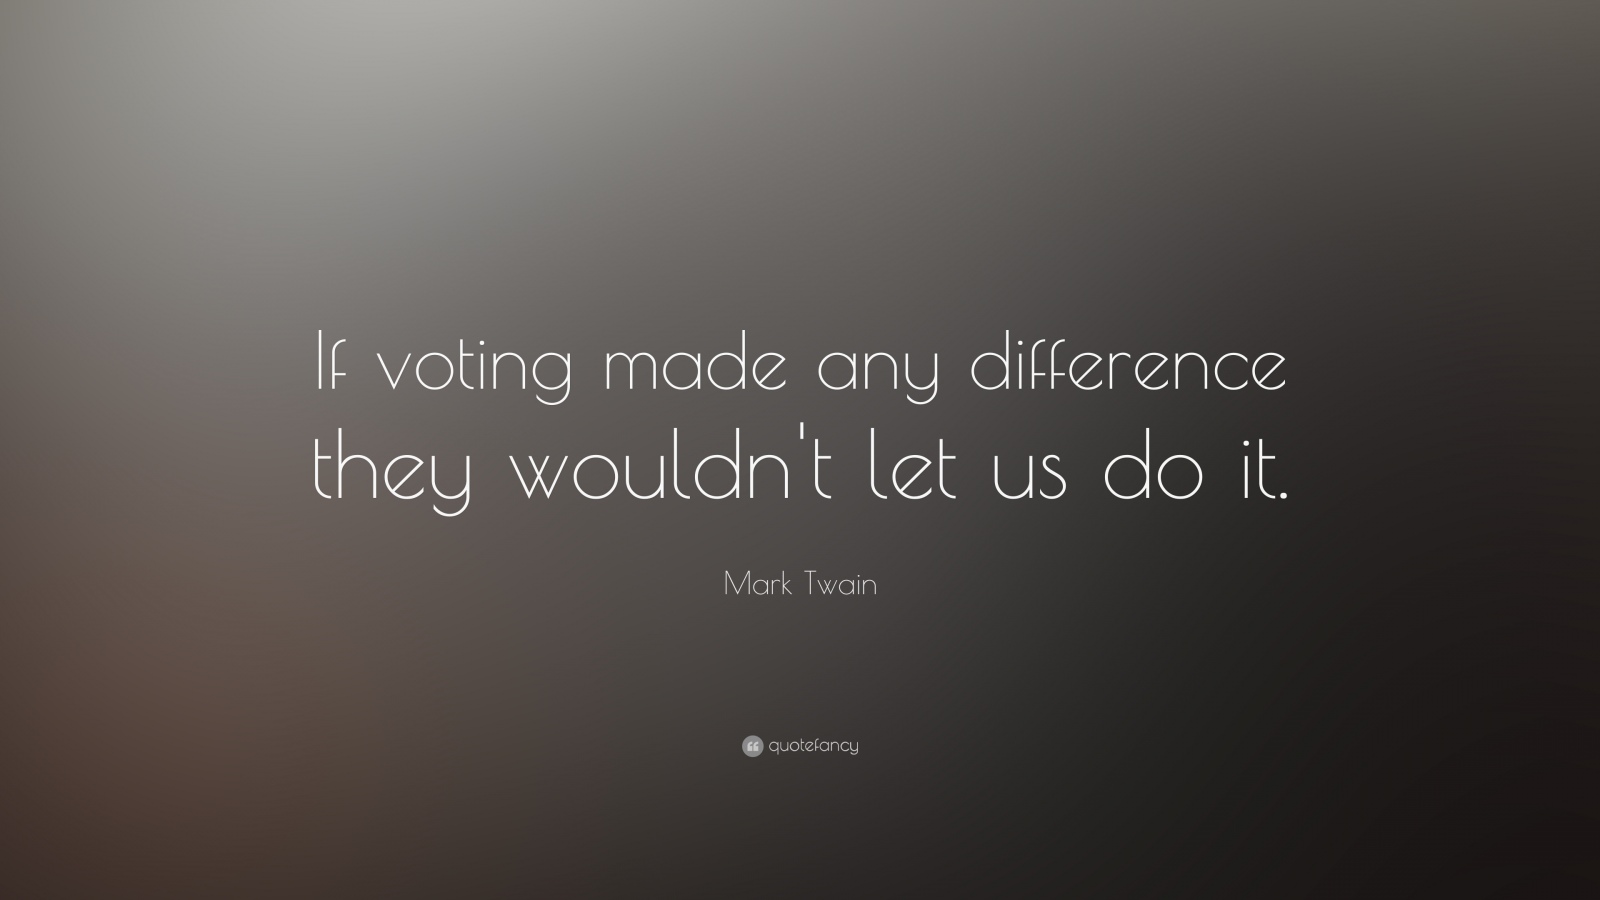 If voting made any difference
they wouldn't let us do it.
Mark Twain
quotefancy